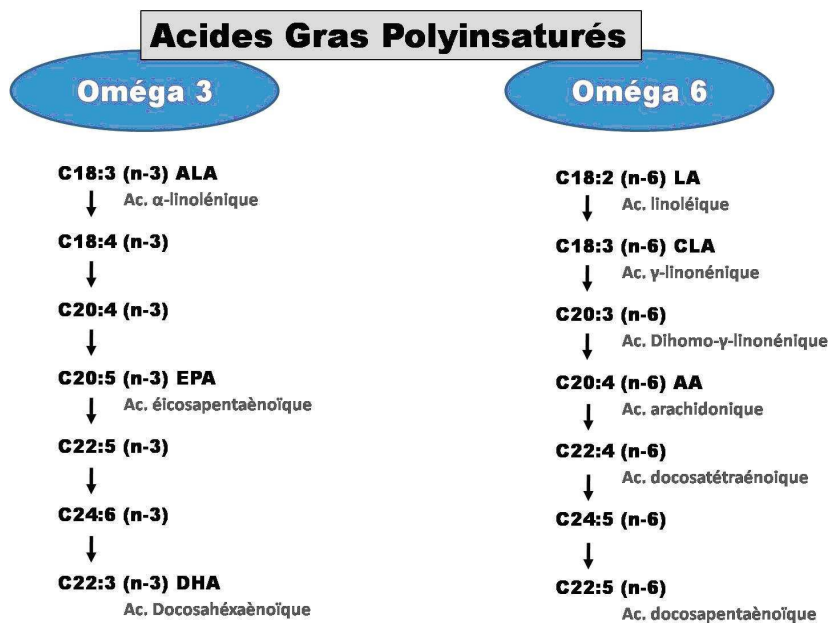 Acides Gras Polyinsaturés
Oméga 3
C18:3 (n-3) ALA
Ac. α-linolénique
C18:4 (n-3)
C20:4 (n-3)
C20:5 (n-3) EPA
Ac. éicosapentaènoïque
C22:5 (n-3)
C24:6 (n-3)
C22:3 (n-3) DHA
Ac. Docosahéxaènoïque
Oméga 6
C18:2 (n-6) LA
Ac. linoléique
C18:3 (n-6) CLA
Ac. γ-linonénique
C20:3 (n-6)
Ac. Dihomo-γ-linonénique
C20:4 (n-6) AA
Ac. arachidonique
C22:4 (n-6)
Ac. docosatétraénoique
C24:5 (n-6)
C22:5 (n-6)
Ac. docosapentaènoïque